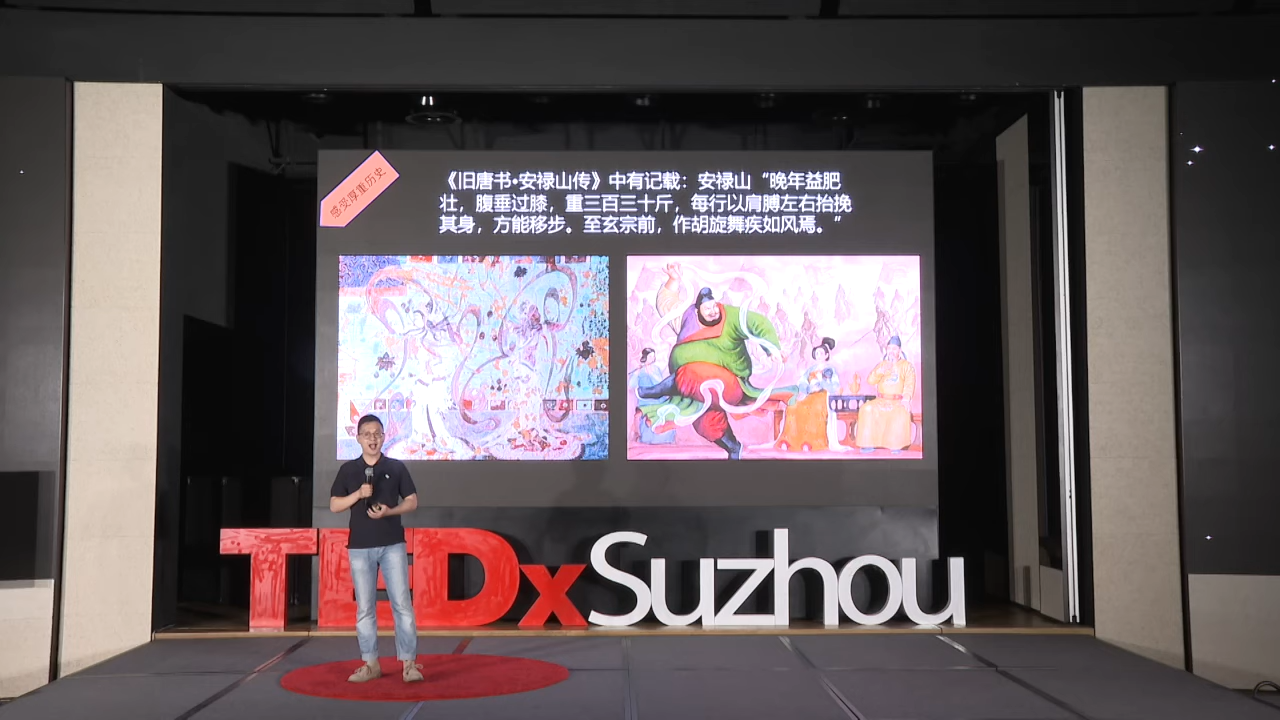 感受厚重历史
《旧唐书•安禄山传》中有记载：安禄山“晚年益肥
壮，腹垂过膝，重三百三十斤，每行以肩膊左右抬挽
其身，方能移步。至玄宗前，作胡旋舞疾如风焉。”
TEDxSuzhou